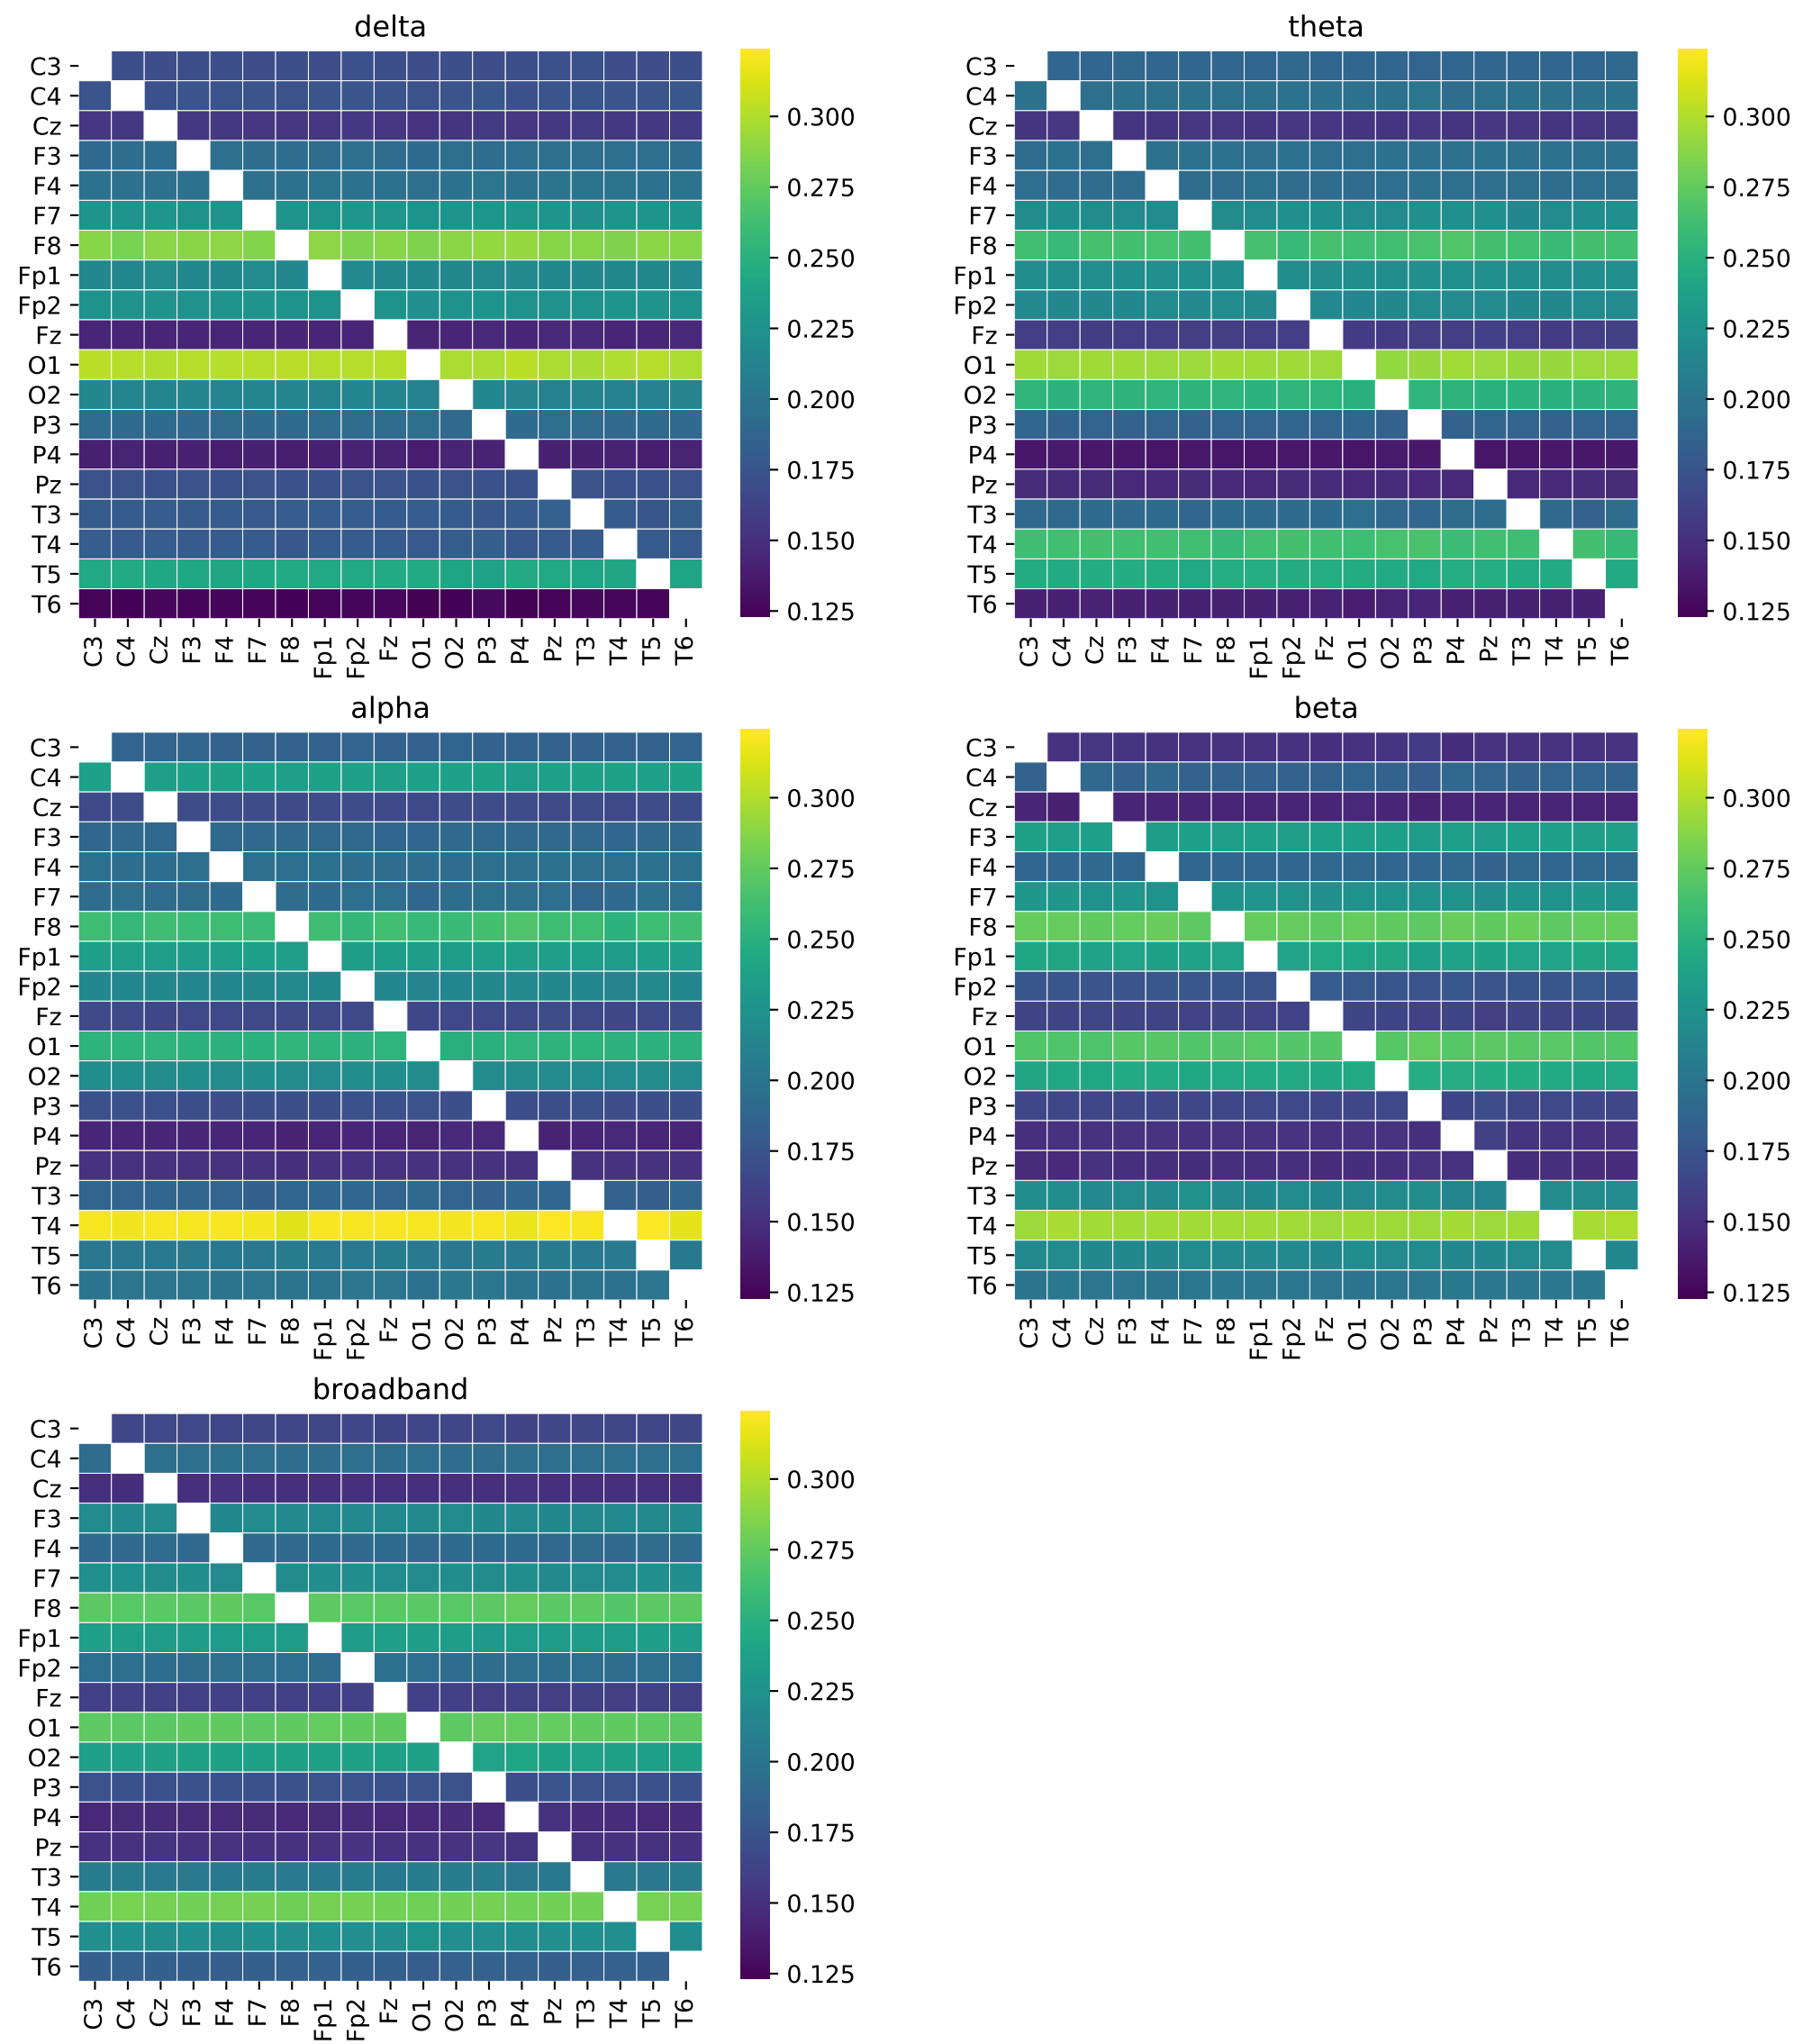 delta
C3
C4
Cz
F3
F4
F7
F8
Fp1
Fp2
Fz
O1
O2
P3
P4
Pz
T3
T4
T5
T6
C3 C4 Cz F3 F4 F7 F8 Fp1 Fp2 Fz O1 O2 P3 P4 Pz T3 T4 T5 T6
0.300
0.275
0.250
0.225
0.200
0.175
0.150
0.125
theta
C3
C4
Cz
F3
F4
F7
F8
Fp1
Fp2
Fz
O1
O2
P3
P4
Pz
T3
T4
T5
T6
C3 C4 Cz F3 F4 F7 F8 Fp1 Fp2 Fz O1 O2 P3 P4 Pz T3 T4 T5 T6
0.300
0.275
0.250
0.225
0.200
0.175
0.150
0.125
alpha
C3
C4
Cz
F3
F4
F7
F8
Fp1
Fp2
Fz
O1
O2
P3
P4
Pz
T3
T4
T5
T6
C3 C4 Cz F3 F4 F7 F8 Fp1 Fp2 Fz O1 O2 P3 P4 Pz T3 T4 T5 T6
0.300
0.275
0.250
0.225
0.200
0.175
0.150
0.125
beta
C3
C4
Cz
F3
F4
F7
F8
Fp1
Fp2
Fz
O1
O2
P3
P4
Pz
T3
T4
T5
T6
C3 C4 Cz F3 F4 F7 F8 Fp1 Fp2 Fz O1 O2 P3 P4 Pz T3 T4 T5 T6
0.300
0.275
0.250
0.225
0.200
0.175
0.150
0.125
broadband
C3
C4
Cz
F3
F4
F7
F8
Fp1
Fp2
Fz
O1
O2
P3
P4
Pz
T3
T4
T5
T6
C3 C4 Cz F3 F4 F7 F8 Fp1 Fp2 Fz O1 O2 P3 P4 Pz T3 T4 T5 T6
0.300
0.275
0.250
0.225
0.200
0.175
0.150
0.125